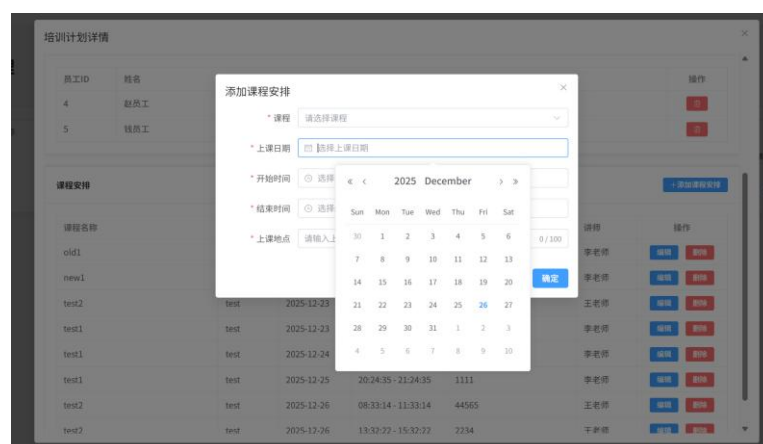 培训计划详情
员工ID 姓名 操作
4 赵员工
5 钱员工
添加课程安排
* 课程 请选择课程
* 上课日期 选择上课日期
* 开始时间 选择
* 结束时间 选择
* 上课地点 请输入上 0 / 100
确定
« ‹ 2025 December › »
Sun Mon Tue Wed Thu Fri Sat
30 1 2 3 4 5 6
7 8 9 10 11 12 13
14 15 16 17 18 19 20
21 22 23 24 25 26 27
28 29 30 31 1 2 3
4 5 6 7 8 9 10
课程安排 +添加课程安排
课程名称 讲师 操作
old1 李老师 编辑 删除
new1 李老师 编辑 删除
test2 test 2025-12-23 王老师 编辑 删除
test1 test 2025-12-23 李老师 编辑 删除
test1 test 2025-12-24 李老师 编辑 删除
test1 test 2025-12-25 20:24:35 - 21:24:35 1111 李老师 编辑 删除
test2 test 2025-12-26 08:33:14 - 11:33:14 44565 王老师 编辑 删除
test2 test 2025-12-26 13:32:22 - 15:32:22 2234 王老师 编辑 删除